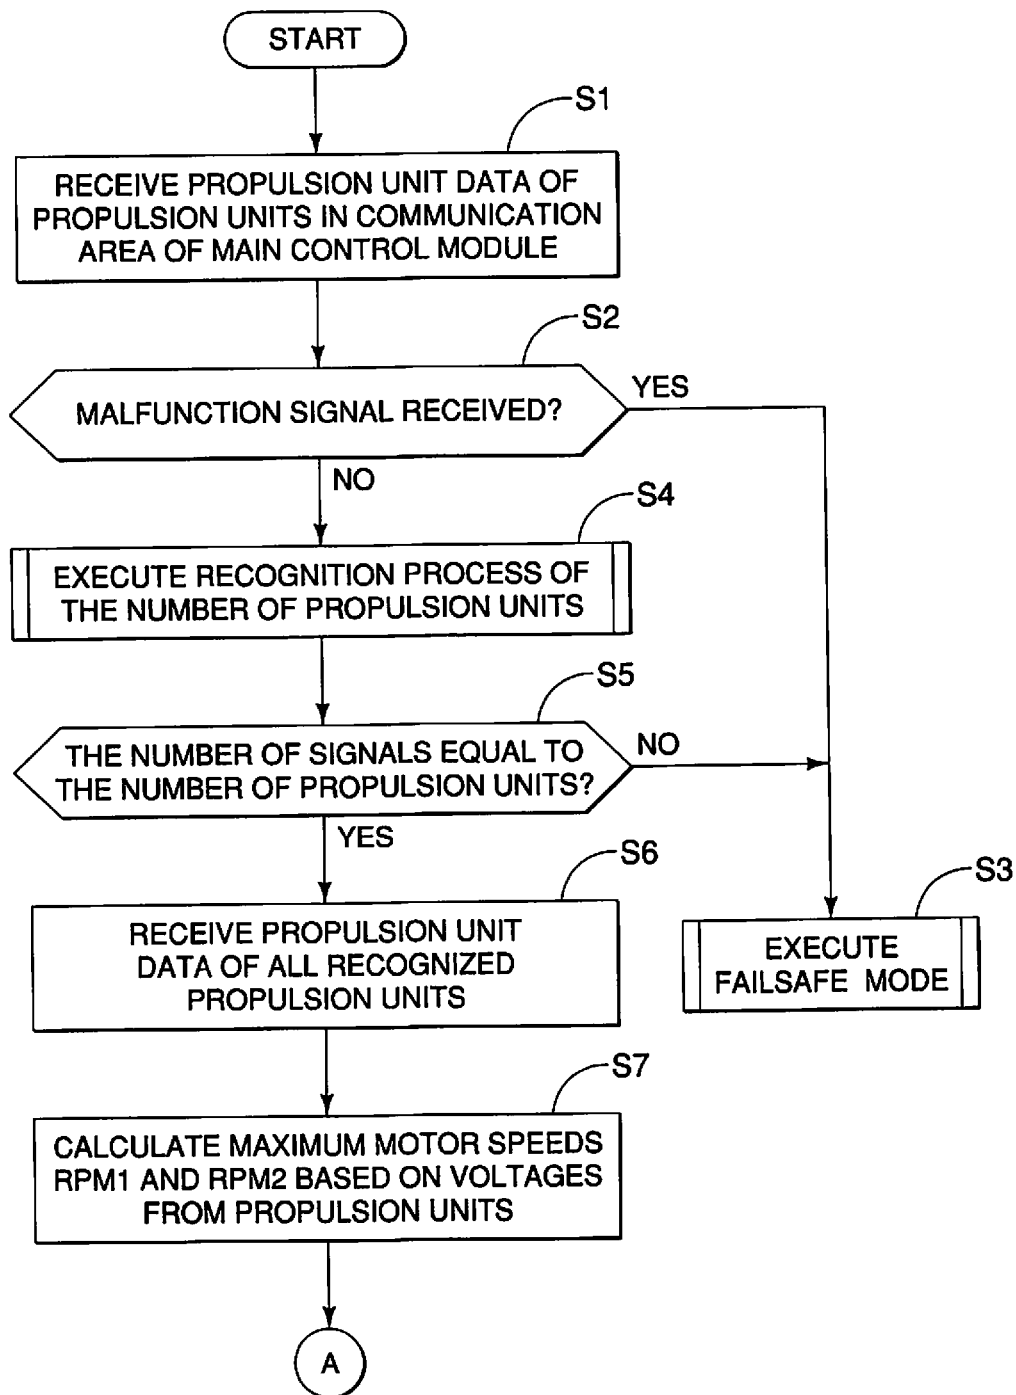 START
S1
RECEIVE PROPULSION UNIT DATA OF
PROPULSION UNITS IN COMMUNICATION
AREA OF MAIN CONTROL MODULE
S2
MALFUNCTION SIGNAL RECEIVED?
YES
NO
S4
EXECUTE RECOGNITION PROCESS OF
THE NUMBER OF PROPULSION UNITS
S5
THE NUMBER OF SIGNALS EQUAL TO
THE NUMBER OF PROPULSION UNITS?
NO
YES
S6
RECEIVE PROPULSION UNIT
DATA OF ALL RECOGNIZED
PROPULSION UNITS
S3
EXECUTE
FAILSAFE MODE
S7
CALCULATE MAXIMUM MOTOR SPEEDS
RPM1 AND RPM2 BASED ON VOLTAGES
FROM PROPULSION UNITS
A